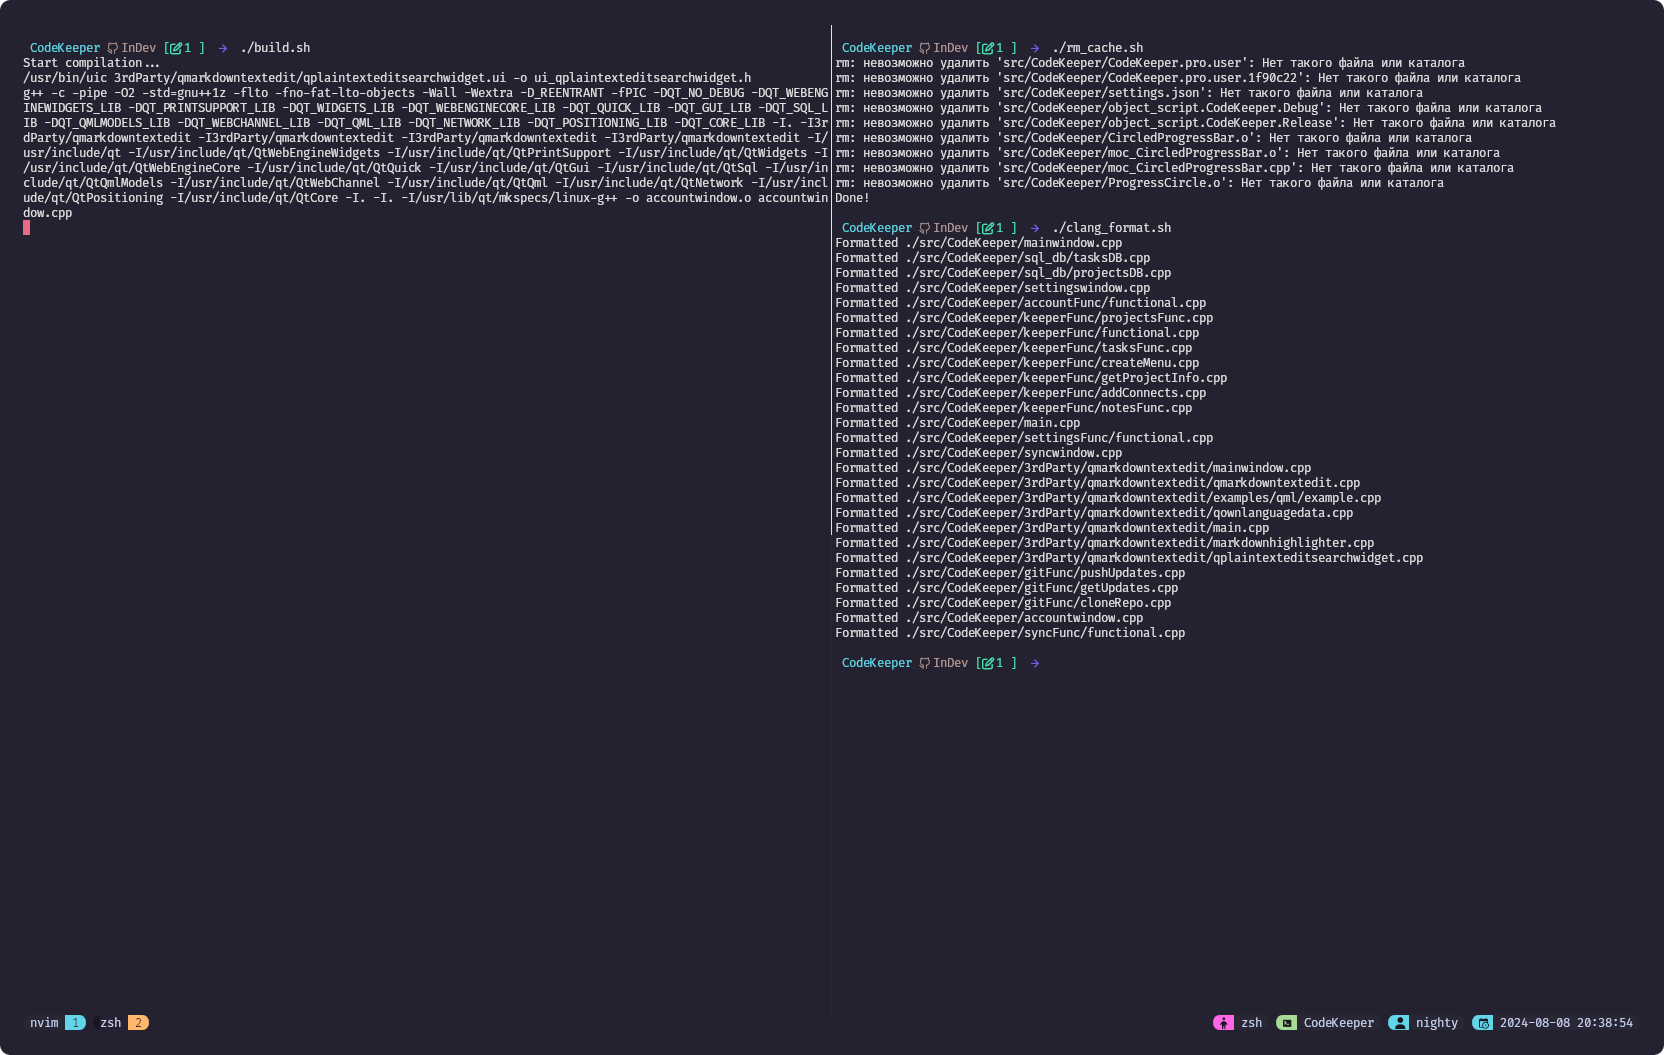 CodeKeeper InDev [1 ] → ./build.sh
Start compilation...
/usr/bin/uic 3rdParty/qmarkdowntextedit/qplaintexteditsearchwidget.ui -o ui_qplaintexteditsearchwidget.h
g++ -c -pipe -O2 -std=gnu++1z -flto -fno-fat-lto-objects -Wall -Wextra -D_REENTRANT -fPIC -DQT_NO_DEBUG -DQT_WEBENG
INEWIDGETS_LIB -DQT_PRINTSUPPORT_LIB -DQT_WIDGETS_LIB -DQT_WEBENGINECORE_LIB -DQT_QUICK_LIB -DQT_GUI_LIB -DQT_SQL_L
IB -DQT_QMLMODELS_LIB -DQT_WEBCHANNEL_LIB -DQT_QML_LIB -DQT_NETWORK_LIB -DQT_POSITIONING_LIB -DQT_CORE_LIB -I. -I3r
dParty/qmarkdowntextedit -I3rdParty/qmarkdowntextedit -I3rdParty/qmarkdowntextedit -I3rdParty/qmarkdowntextedit -I/
usr/include/qt -I/usr/include/qt/QtWebEngineWidgets -I/usr/include/qt/QtPrintSupport -I/usr/include/qt/QtWidgets -I
/usr/include/qt/QtWebEngineCore -I/usr/include/qt/QtQuick -I/usr/include/qt/QtGui -I/usr/include/qt/QtSql -I/usr/in
clude/qt/QtQmlModels -I/usr/include/qt/QtWebChannel -I/usr/include/qt/QtQml -I/usr/include/qt/QtNetwork -I/usr/incl
ude/qt/QtPositioning -I/usr/include/qt/QtCore -I. -I. -I/usr/lib/qt/mkspecs/linux-g++ -o accountwindow.o accountwin
dow.cpp
CodeKeeper InDev [1 ] → ./rm_cache.sh
rm: невозможно удалить 'src/CodeKeeper/CodeKeeper.pro.user': Нет такого файла или каталога
rm: невозможно удалить 'src/CodeKeeper/CodeKeeper.pro.user.1f90c22': Нет такого файла или каталога
rm: невозможно удалить 'src/CodeKeeper/settings.json': Нет такого файла или каталога
rm: невозможно удалить 'src/CodeKeeper/object_script.CodeKeeper.Debug': Нет такого файла или каталога
rm: невозможно удалить 'src/CodeKeeper/object_script.CodeKeeper.Release': Нет такого файла или каталога
rm: невозможно удалить 'src/CodeKeeper/CircledProgressBar.o': Нет такого файла или каталога
rm: невозможно удалить 'src/CodeKeeper/moc_CircledProgressBar.o': Нет такого файла или каталога
rm: невозможно удалить 'src/CodeKeeper/moc_CircledProgressBar.cpp': Нет такого файла или каталога
rm: невозможно удалить 'src/CodeKeeper/ProgressCircle.o': Нет такого файла или каталога
Done!
CodeKeeper InDev [1 ] → ./clang_format.sh
Formatted ./src/CodeKeeper/mainwindow.cpp
Formatted ./src/CodeKeeper/sql_db/tasksDB.cpp
Formatted ./src/CodeKeeper/sql_db/projectsDB.cpp
Formatted ./src/CodeKeeper/settingswindow.cpp
Formatted ./src/CodeKeeper/accountFunc/functional.cpp
Formatted ./src/CodeKeeper/keeperFunc/projectsFunc.cpp
Formatted ./src/CodeKeeper/keeperFunc/functional.cpp
Formatted ./src/CodeKeeper/keeperFunc/tasksFunc.cpp
Formatted ./src/CodeKeeper/keeperFunc/createMenu.cpp
Formatted ./src/CodeKeeper/keeperFunc/getProjectInfo.cpp
Formatted ./src/CodeKeeper/keeperFunc/addConnects.cpp
Formatted ./src/CodeKeeper/keeperFunc/notesFunc.cpp
Formatted ./src/CodeKeeper/main.cpp
Formatted ./src/CodeKeeper/settingsFunc/functional.cpp
Formatted ./src/CodeKeeper/syncwindow.cpp
Formatted ./src/CodeKeeper/3rdParty/qmarkdowntextedit/mainwindow.cpp
Formatted ./src/CodeKeeper/3rdParty/qmarkdowntextedit/qmarkdowntextedit.cpp
Formatted ./src/CodeKeeper/3rdParty/qmarkdowntextedit/examples/qml/example.cpp
Formatted ./src/CodeKeeper/3rdParty/qmarkdowntextedit/qownlanguagedata.cpp
Formatted ./src/CodeKeeper/3rdParty/qmarkdowntextedit/main.cpp
Formatted ./src/CodeKeeper/3rdParty/qmarkdowntextedit/markdownhighlighter.cpp
Formatted ./src/CodeKeeper/3rdParty/qmarkdowntextedit/qplaintexteditsearchwidget.cpp
Formatted ./src/CodeKeeper/gitFunc/pushUpdates.cpp
Formatted ./src/CodeKeeper/gitFunc/getUpdates.cpp
Formatted ./src/CodeKeeper/gitFunc/cloneRepo.cpp
Formatted ./src/CodeKeeper/accountwindow.cpp
Formatted ./src/CodeKeeper/syncFunc/functional.cpp
CodeKeeper InDev [1 ] →
nvim 1 zsh 2
zsh CodeKeeper nighty 2024-08-08 20:38:54